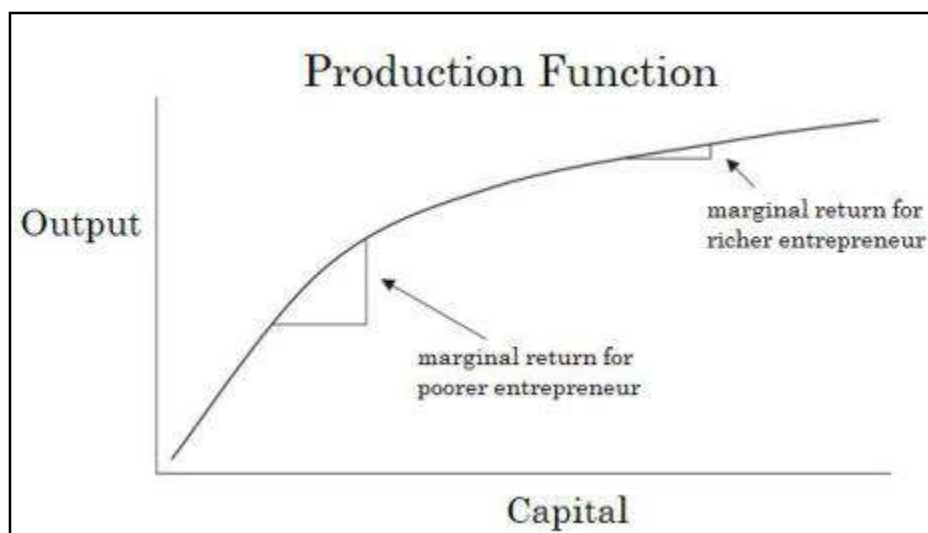 Production Function
Output
marginal return for
richer entrepreneur
marginal return for
poorer entrepreneur
Capital